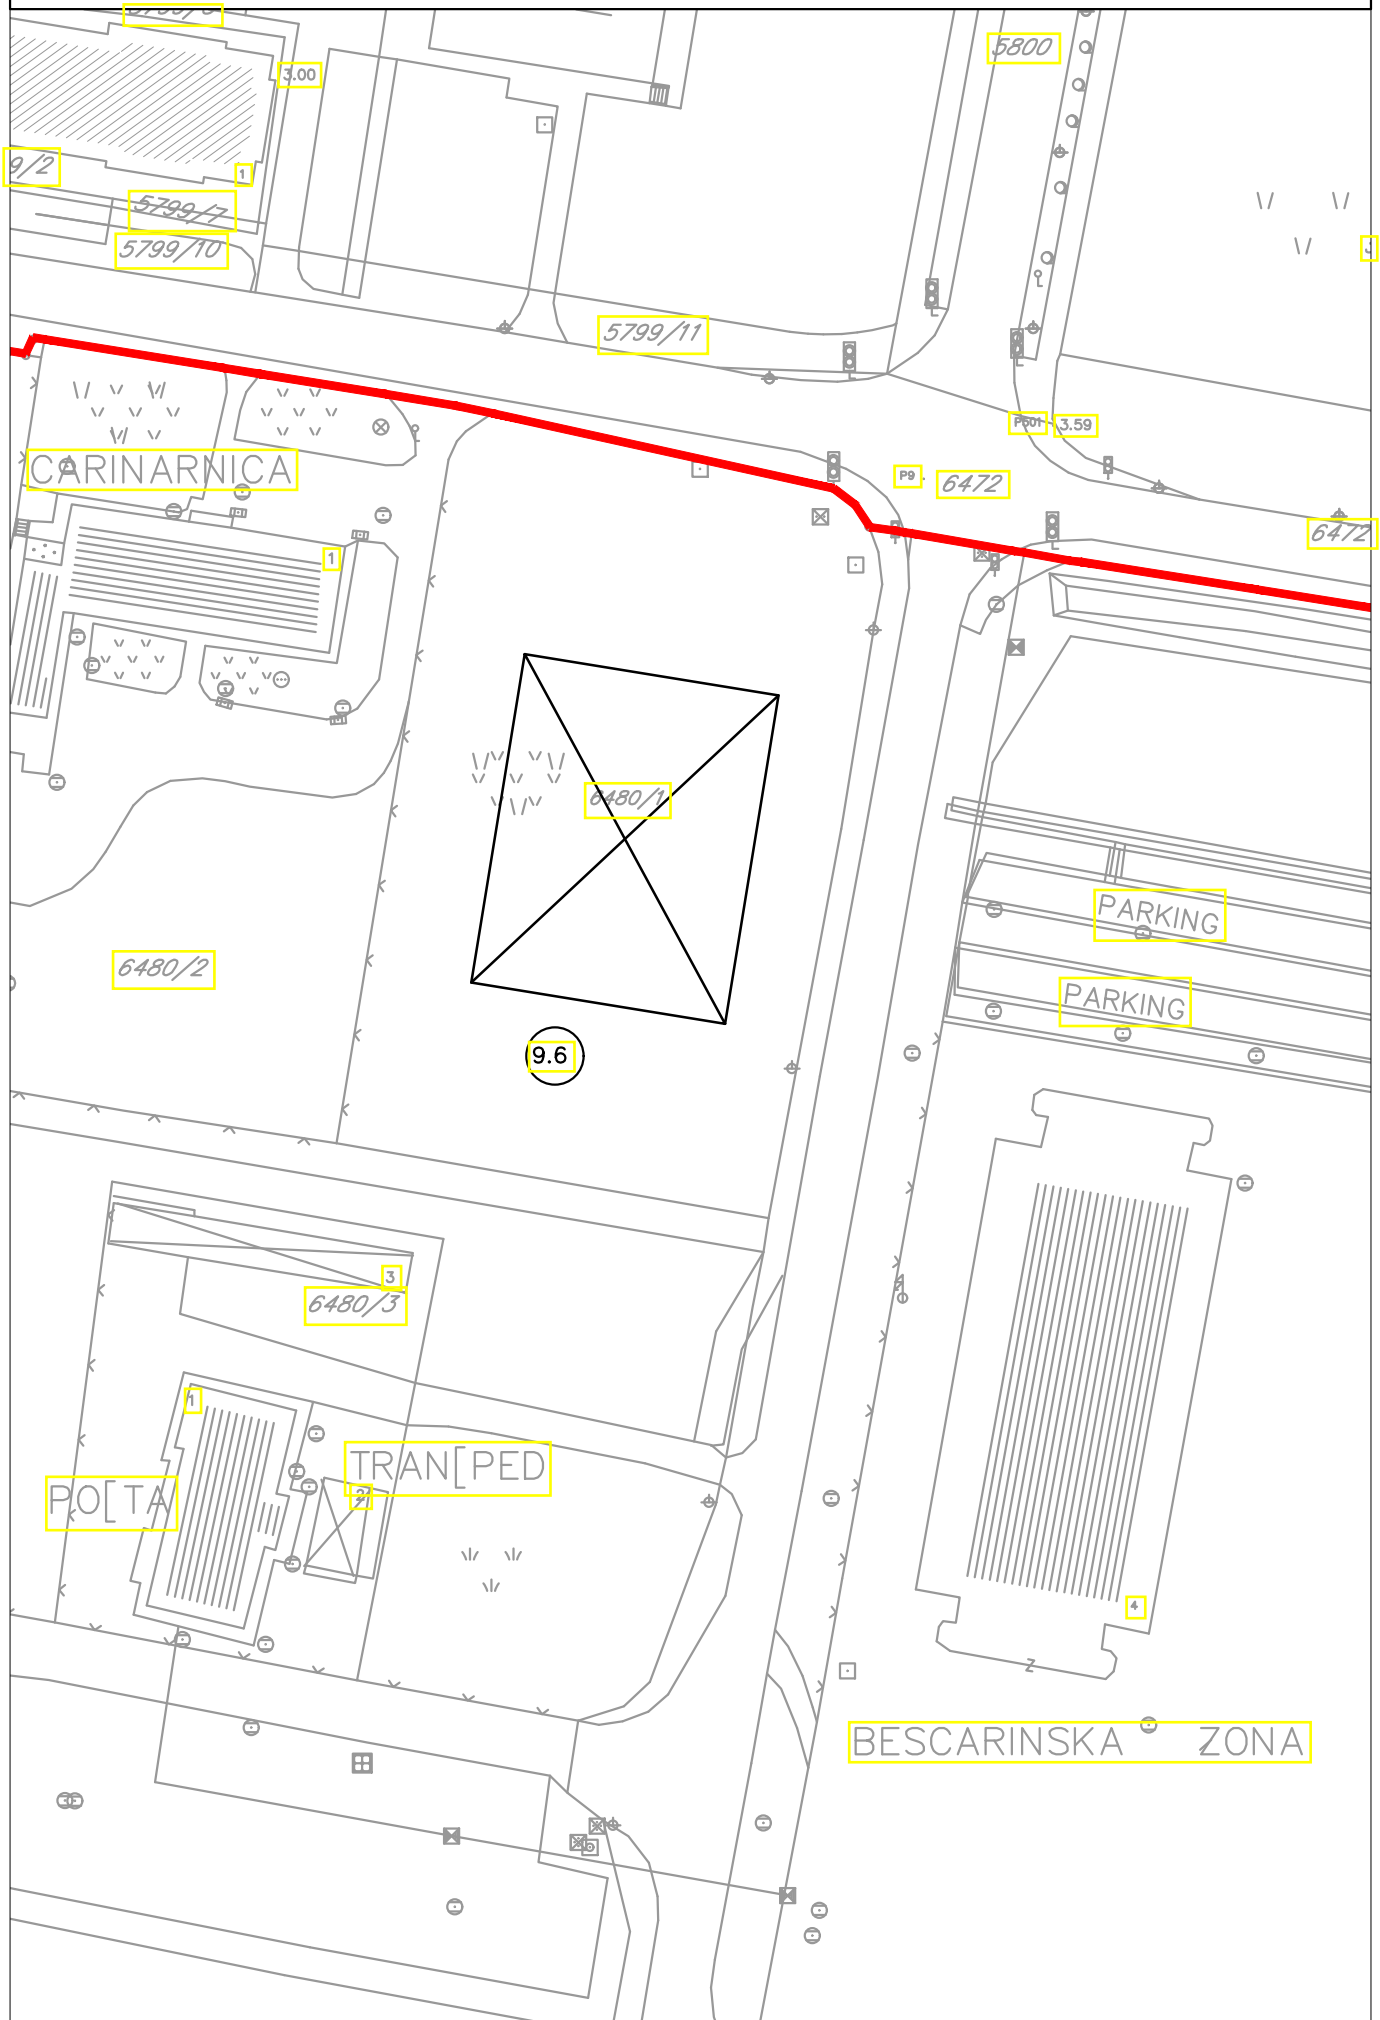 5800
3.00
9/2
1
5799/7
5799/10
5799/11
P501
3.59
CARINARNICA
P9
6472
6472
1
6480/1
PARKING
6480/2
PARKING
9.6
3
6480/3
1
TRAN[PED
2
PO[TA
4
BESCARINSKA ZONA